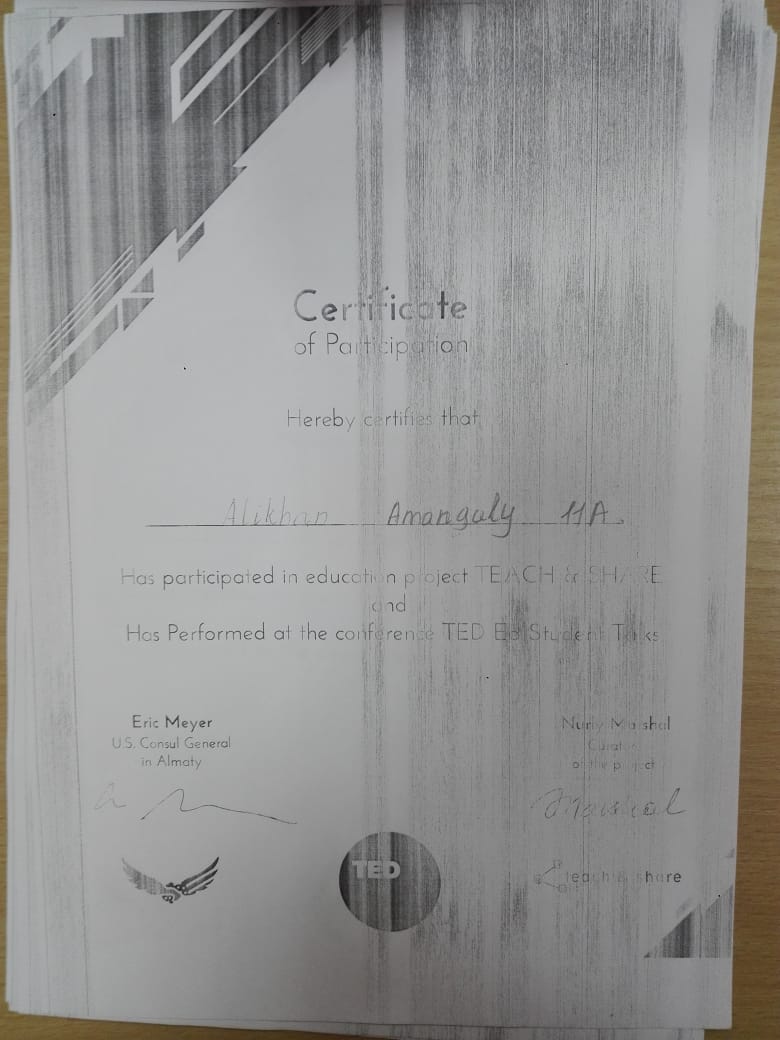 Certificate
of Participation
Hereby certifies that
Alikhan Amangaly 11A.
Has participated in education project TEACH & SHARE
and
Has Performed at the conference TED Ed Student Talks
Eric Meyer
U.S. Consul General
in Almaty
Marshal
Curator
of the project
Marshal
TED
teach & share